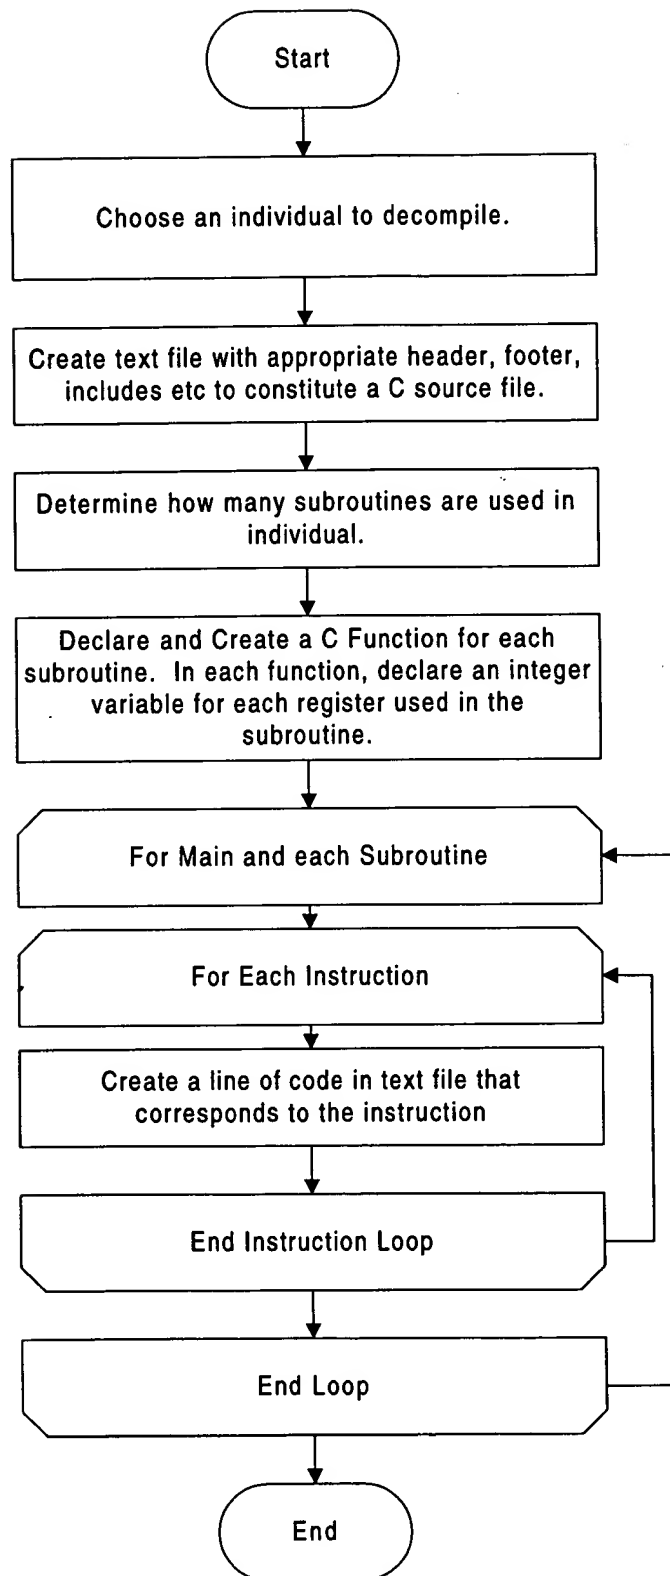 Start
Choose an individual to decompile.
Create text file with appropriate header, footer,
includes etc to constitute a C source file.
Determine how many subroutines are used in
individual.
Declare and Create a C Function for each
subroutine. In each function, declare an integer
variable for each register used in the
subroutine.
For Main and each Subroutine
For Each Instruction
Create a line of code in text file that
corresponds to the instruction
End Instruction Loop
End Loop
End